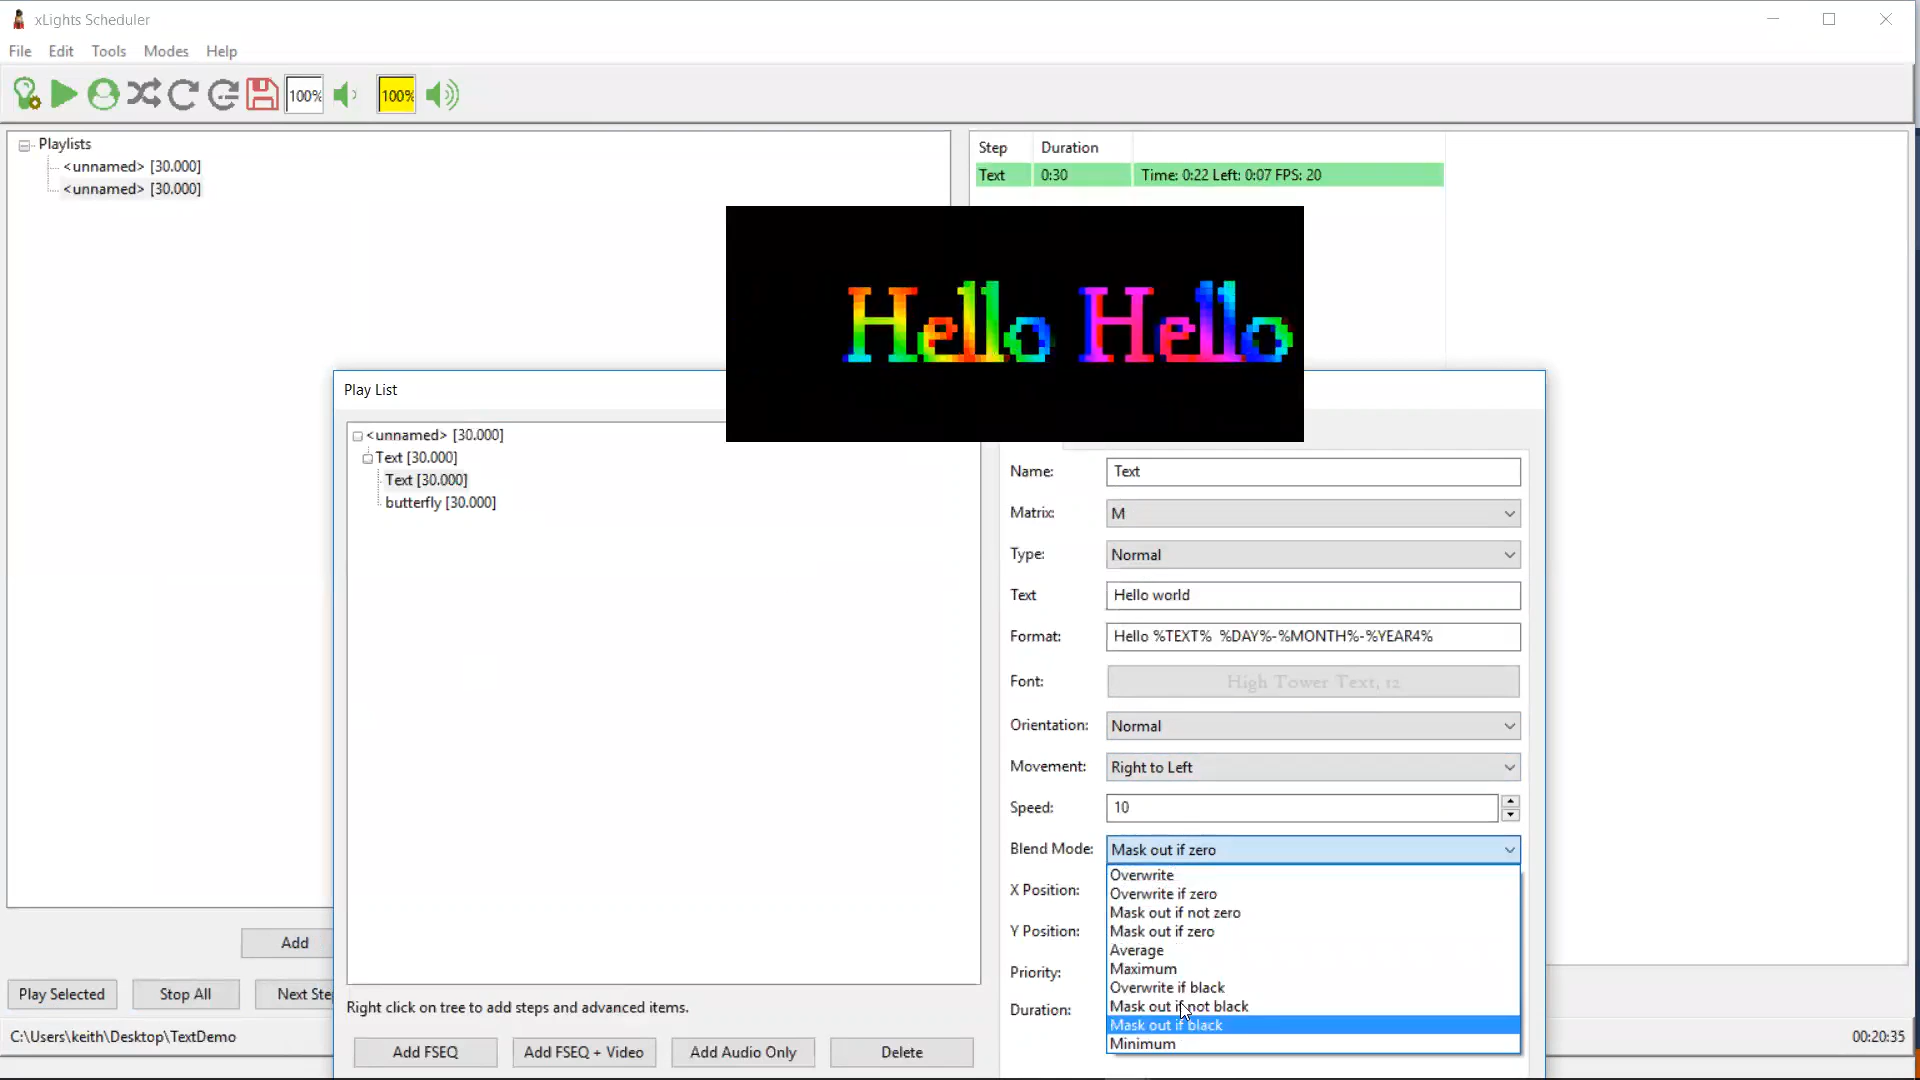 xLights Scheduler
File Edit Tools Modes Help
100% 100%
Playlists
<unnamed> [30.000]
<unnamed> [30.000]
Step Duration
Text 0:30 Time: 0:22 Left: 0:07 FPS: 20
Hello Hello
Play List
<unnamed> [30.000]
Text [30.000]
Text [30.000]
butterfly [30.000]
Name: Text
Matrix: M
Type: Normal
Text Hello world
Format: Hello %TEXT% %DAY%-%MONTH%-%YEAR4%
Font: High Tower Text, 12
Orientation: Normal
Movement: Right to Left
Speed: 10
Blend Mode: Mask out if zero
Overwrite
X Position: Overwrite if zero
Mask out if not zero
Y Position: Mask out if zero
Average
Priority: Maximum
Overwrite if black
Duration: Mask out if not black
Mask out if black
Minimum
Add
Play Selected Stop All Next Ste
Right click on tree to add steps and advanced items.
Add FSEQ Add FSEQ + Video Add Audio Only Delete
C:\Users\keith\Desktop\TextDemo
00:20:35